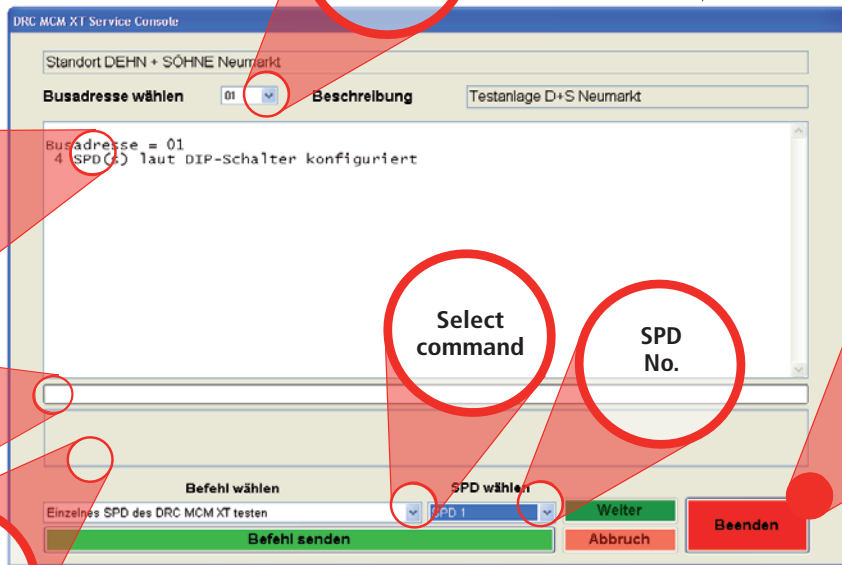 DRC MCM XT Service Console
Standort DEHN + SÖHNE Neumarkt
Busadresse wählen 01 Beschreibung Testanlage D+S Neumarkt
Busadresse = 01
4 SPD(s) laut DIP-Schalter konfiguriert
Select
command
SPD
No.
Befehl wählen SPD wählen
Einzelnes SPD des DRC MCM XT testen SPD 1 Weiter
Befehl senden Abbruch Beenden